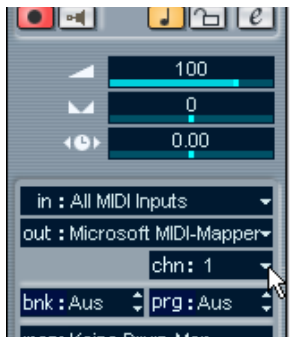 e
100
0
0.00
in : All MIDI Inputs
out : Microsoft MIDI-Mapper
chn: 1
bnk : Aus prg : Aus